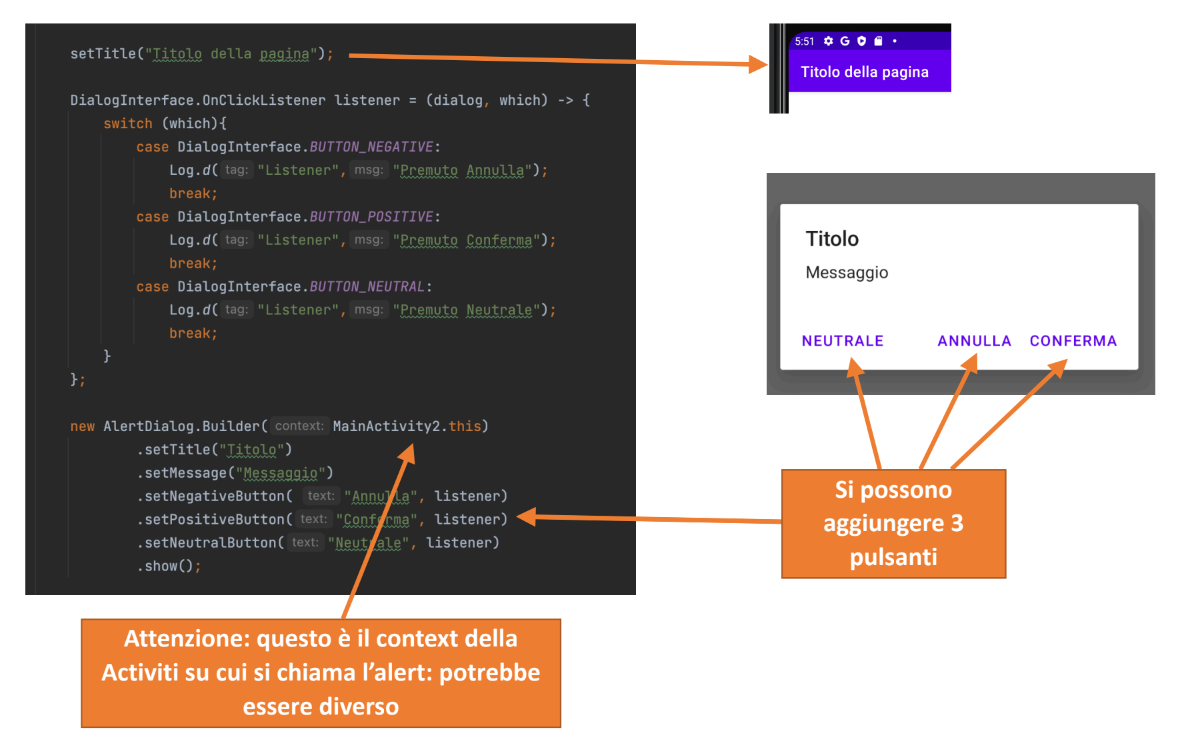 setTitle("Titolo della pagina");
DialogInterface.OnClickListener listener = (dialog, which) -> {
switch (which){
case DialogInterface.BUTTON_NEGATIVE:
Log.d( tag: "Listener", msg: "Premuto Annulla");
break;
case DialogInterface.BUTTON_POSITIVE:
Log.d( tag: "Listener", msg: "Premuto Conferma");
break;
case DialogInterface.BUTTON_NEUTRAL:
Log.d( tag: "Listener", msg: "Premuto Neutrale");
break;
}
};
new AlertDialog.Builder( context: MainActivity2.this)
.setTitle("Titolo")
.setMessage("Messaggio")
.setNegativeButton( text: "Annulla", listener)
.setPositiveButton( text: "Conferma", listener)
.setNeutralButton( text: "Neutrale", listener)
.show();
5:51
Titolo della pagina
Titolo
Messaggio
NEUTRALE ANNULLA CONFERMA
Si possono
aggiungere 3
pulsanti
Attenzione: questo è il context della
Activiti su cui si chiama l’alert: potrebbe
essere diverso